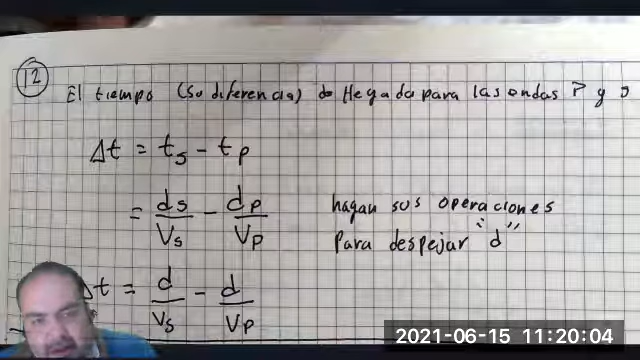 12
El tiempo (su diferencia) de llegada para las ondas P y S
Δt = ts - tp
= ds/Vs - dp/Vp
hagan sus operaciones
para despejar "d"
Δt = d/Vs - d/Vp
2021-06-15 11:20:04